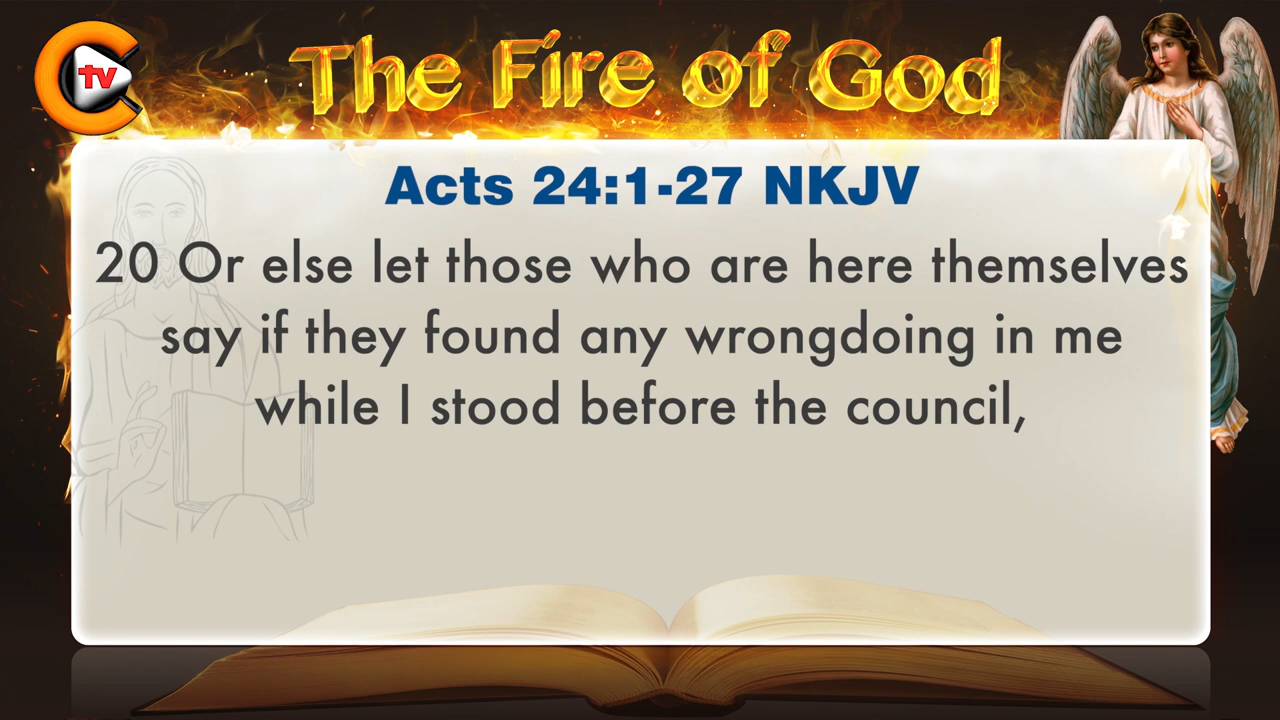 tv
The Fire of God
Acts 24:1-27 NKJV
20 Or else let those who are here themselves
say if they found any wrongdoing in me
while I stood before the council,